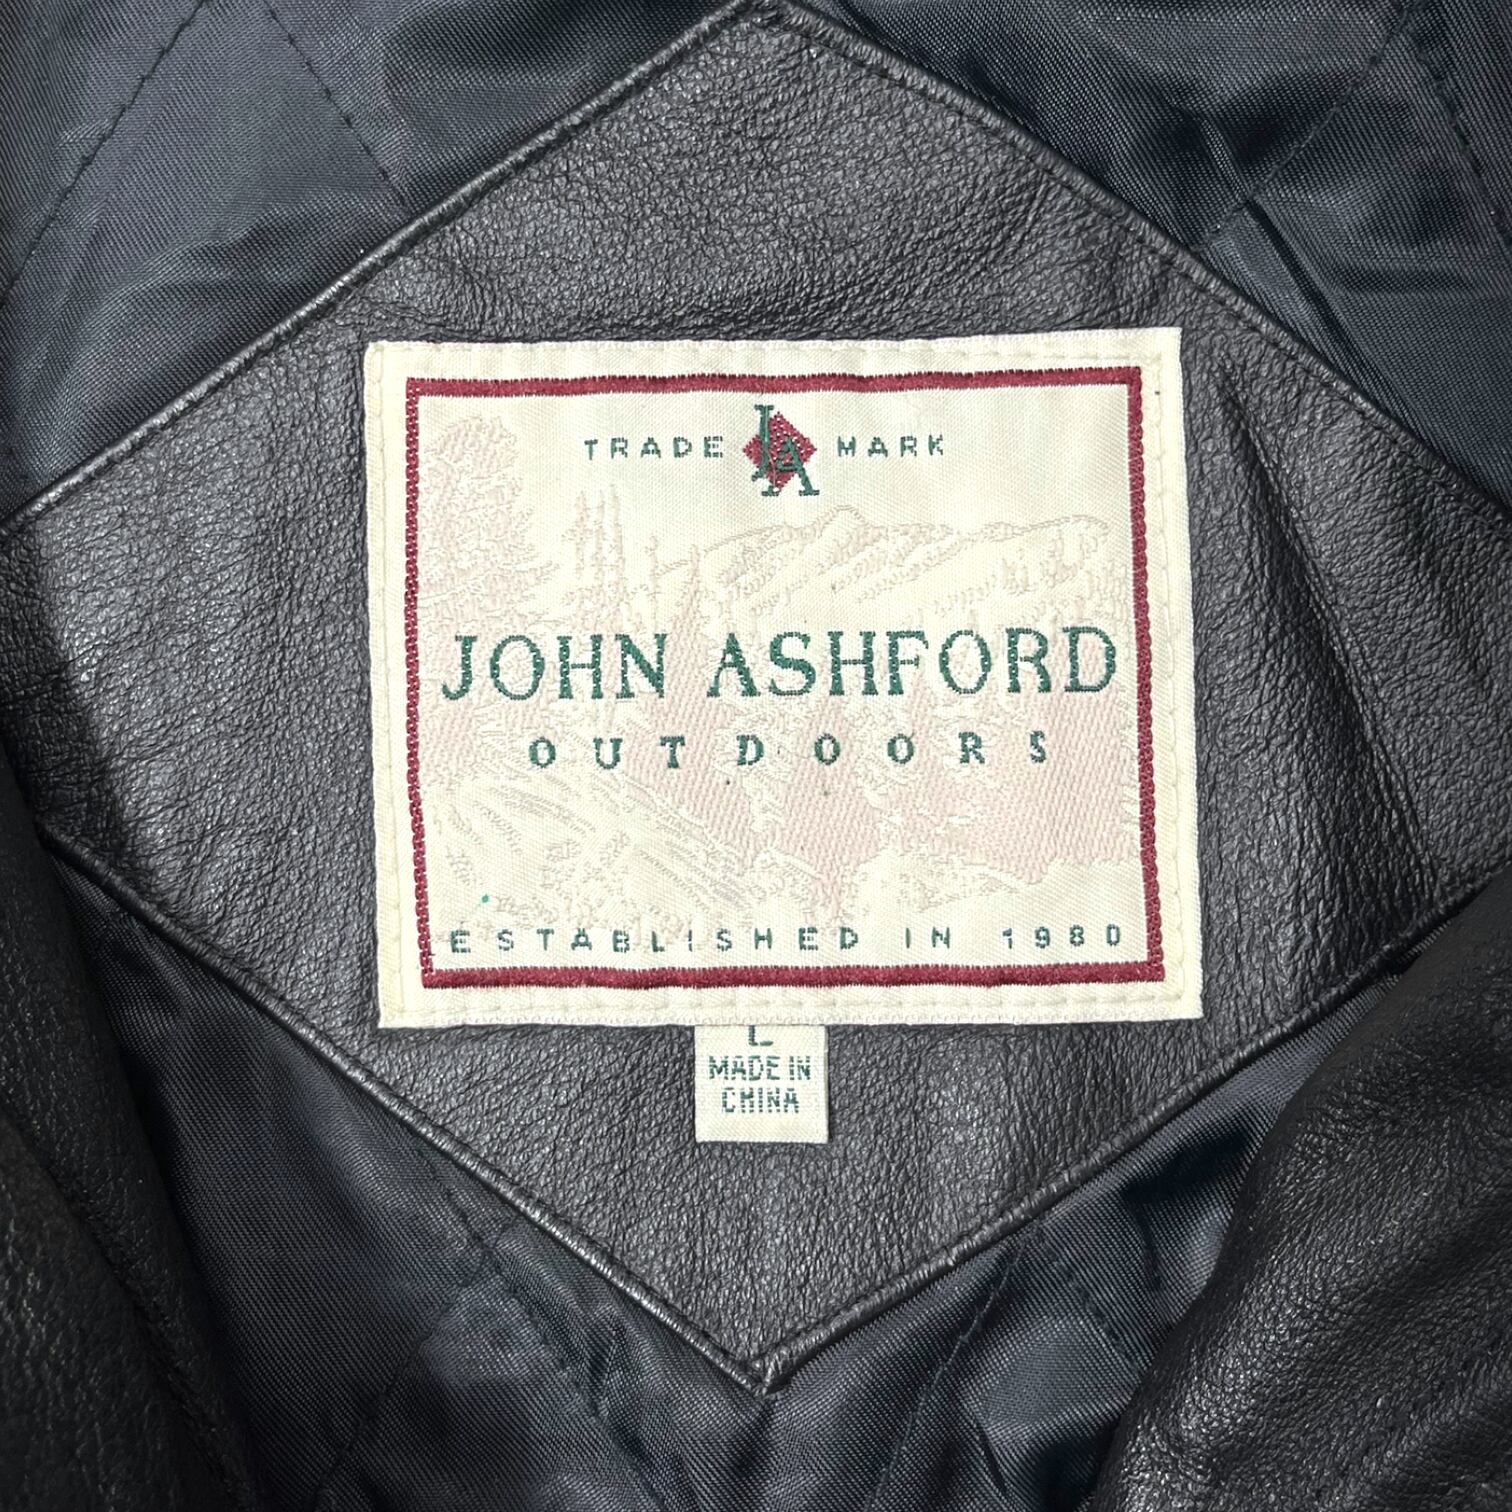 TRADE JA MARK
JOHN ASHFORD
OUTDOORS
ESTABLISHED IN 1980
L
MADE IN
CHINA